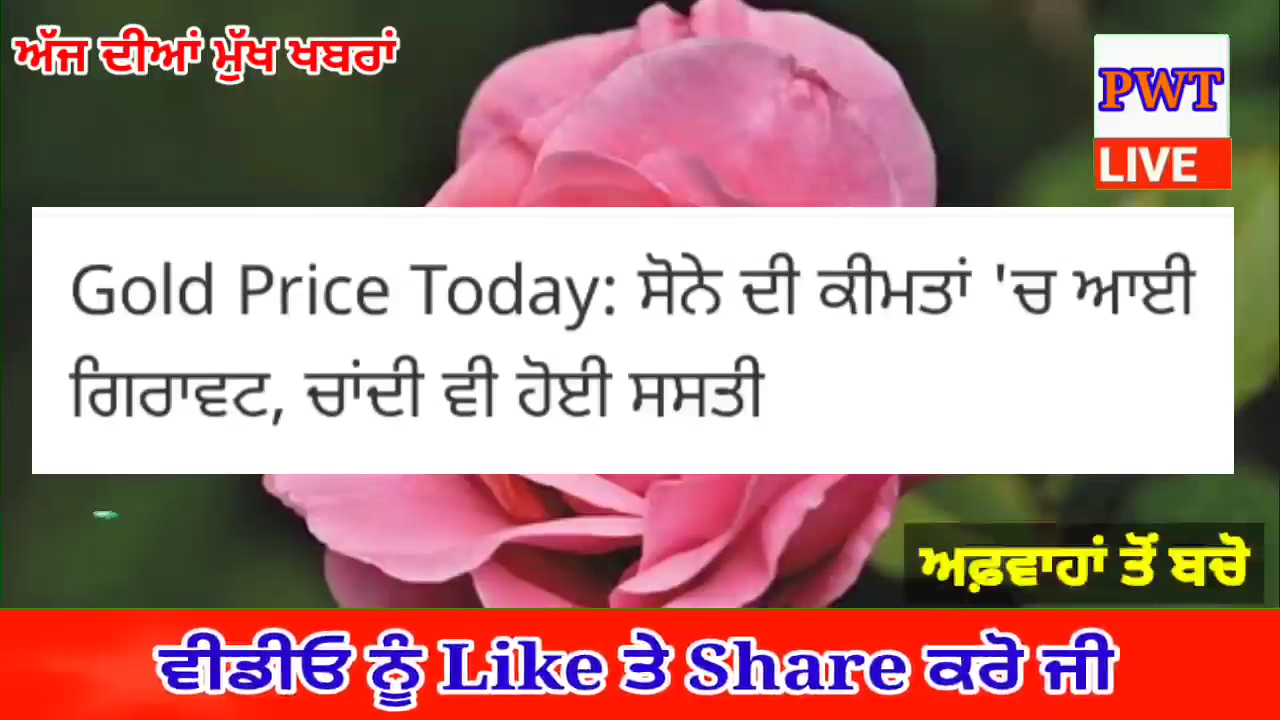 ਅੱਜ ਦੀਆਂ ਮੁੱਖ ਖਬਰਾਂ
PWT
LIVE
Gold Price Today: ਸੋਨੇ ਦੀ ਕੀਮਤਾਂ 'ਚ ਆਈ
ਗਿਰਾਵਟ, ਚਾਂਦੀ ਵੀ ਹੋਈ ਸਸਤੀ
ਅਫ਼ਵਾਹਾਂ ਤੋਂ ਬਚੋ
ਵੀਡੀਓ ਨੂੰ Like ਤੇ Share ਕਰੋ ਜੀ